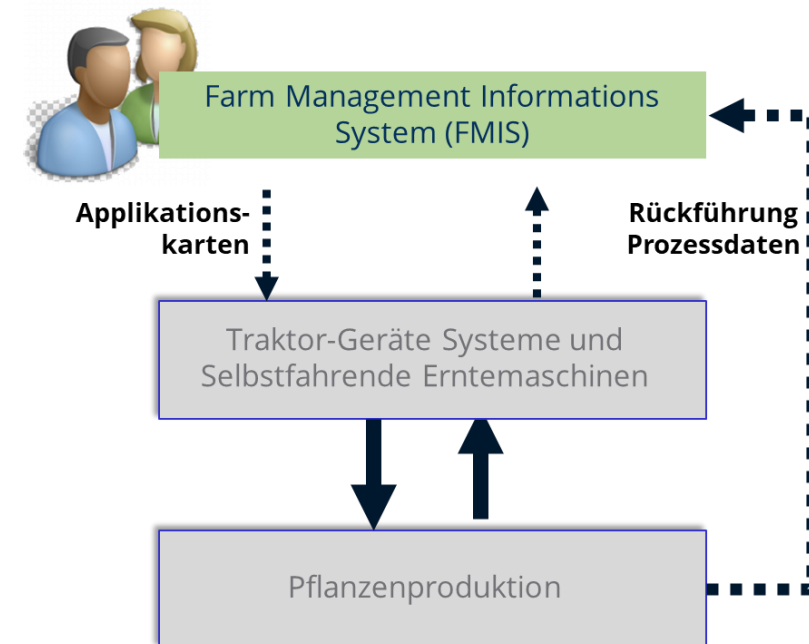 Farm Management Informations
System (FMIS)
Applikations-
karten
Rückführung
Prozessdaten
Traktor-Geräte Systeme und
Selbstfahrende Erntemaschinen
Pflanzenproduktion